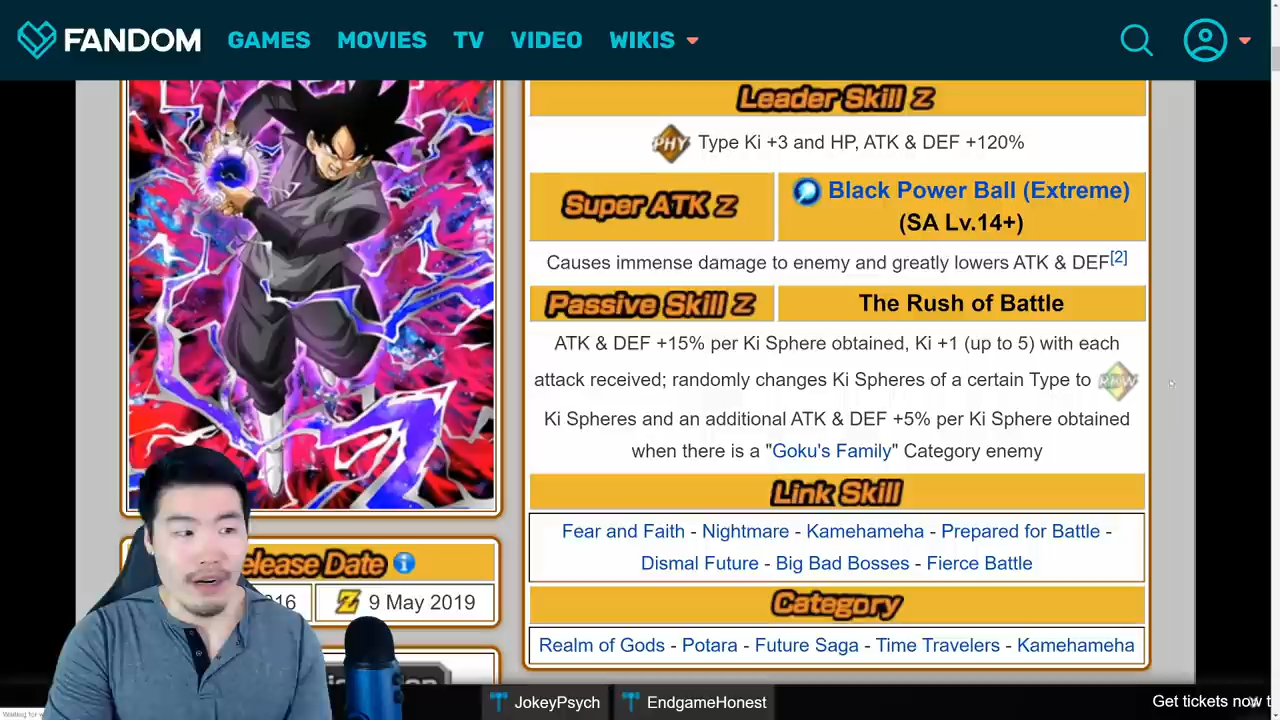 FANDOM GAMES MOVIES TV VIDEO WIKIS
Leader Skill Z
PHY Type Ki +3 and HP, ATK & DEF +120%
Super ATK Z
Black Power Ball (Extreme)
(SA Lv.14+)
Causes immense damage to enemy and greatly lowers ATK & DEF[2]
Passive Skill Z
The Rush of Battle
ATK & DEF +15% per Ki Sphere obtained, Ki +1 (up to 5) with each
attack received; randomly changes Ki Spheres of a certain Type to RBW
Ki Spheres and an additional ATK & DEF +5% per Ki Sphere obtained
when there is a "Goku's Family" Category enemy
Link Skill
Fear and Faith - Nightmare - Kamehameha - Prepared for Battle -
Dismal Future - Big Bad Bosses - Fierce Battle
Category
Realm of Gods - Potara - Future Saga - Time Travelers - Kamehameha
elease Date i
Z 9 May 2019
JokeyPsych EndgameHonest
Get tickets now